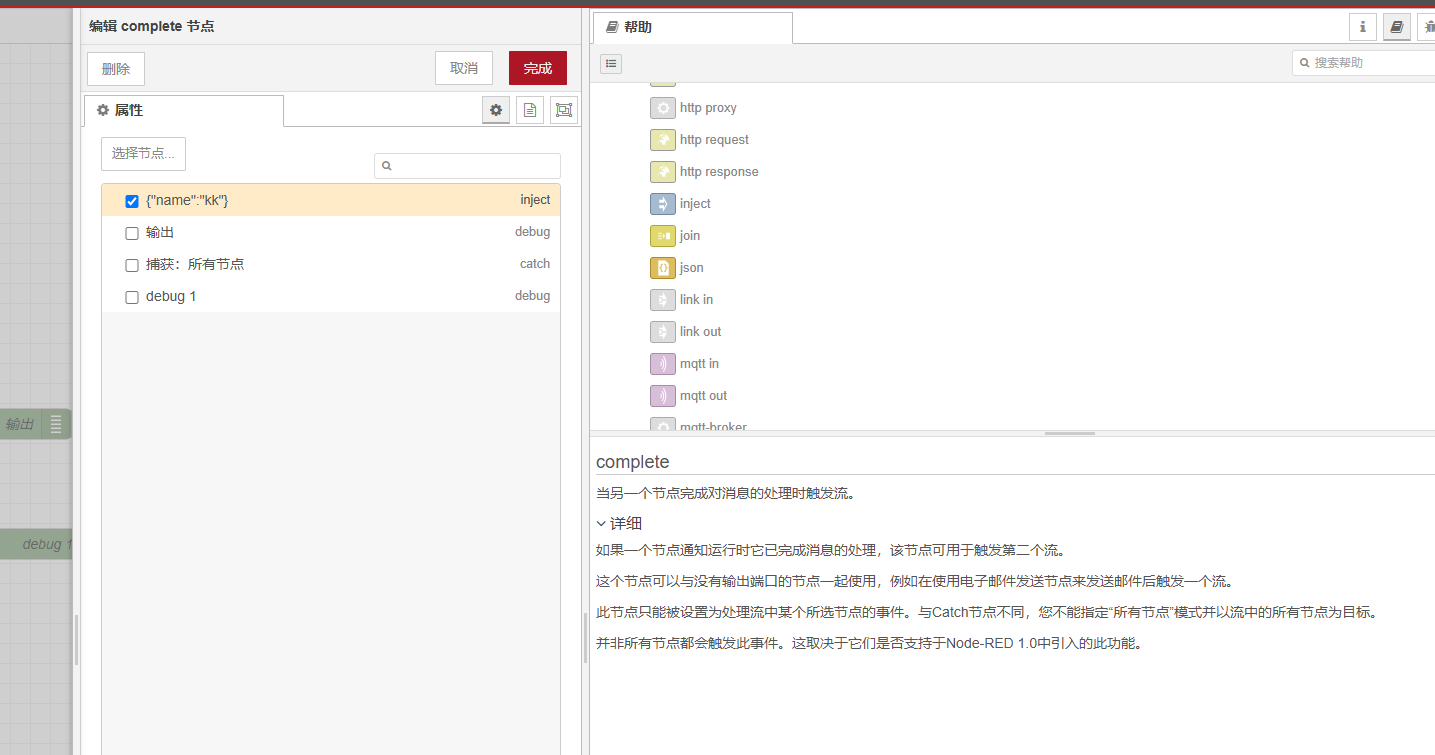 编辑 complete 节点
删除
取消
完成
属性
选择节点...
{"name":"kk"}
inject
输出
debug
捕获：所有节点
catch
debug 1
debug
输出
debug 1
帮助
搜索帮助
http proxy
http request
http response
inject
join
json
link in
link out
mqtt in
mqtt out
mqtt-broker
complete
当另一个节点完成对消息的处理时触发流。
详细
如果一个节点通知运行时它已完成消息的处理，该节点可用于触发第二个流。
这个节点可以与没有输出端口的节点一起使用，例如在使用电子邮件发送节点来发送邮件后触发一个流。
此节点只能被设置为处理流中某个所选节点的事件。与Catch节点不同，您不能指定“所有节点”模式并以流中的所有节点为目标。
并非所有节点都会触发此事件。这取决于它们是否支持于Node-RED 1.0中引入的此功能。